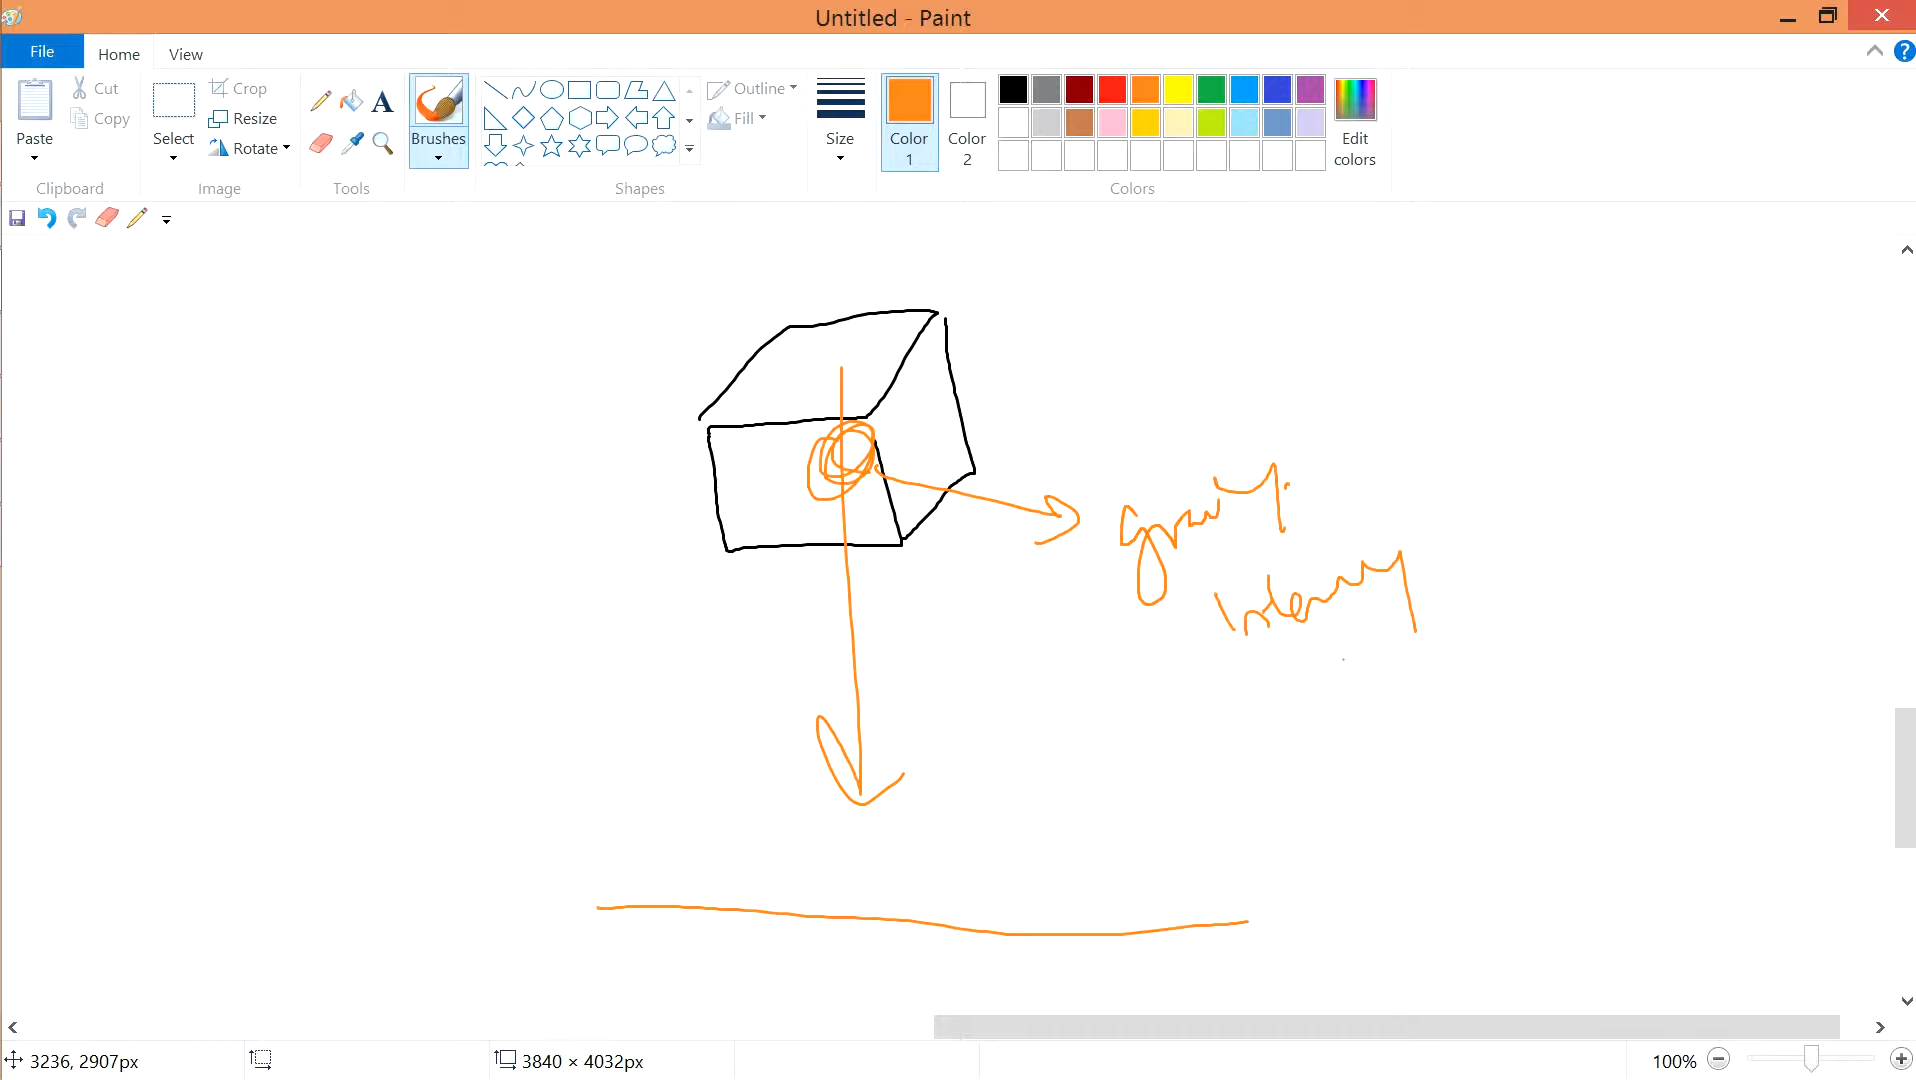 Untitled - Paint
File Home View
Paste
Cut
Copy
Clipboard
Select
Crop
Resize
Rotate
Image
Tools
Brushes
Outline
Fill
Shapes
Size
Color 1
Color 2
Edit colors
Colors
gravity
3236, 2907px
3840 × 4032px
100%